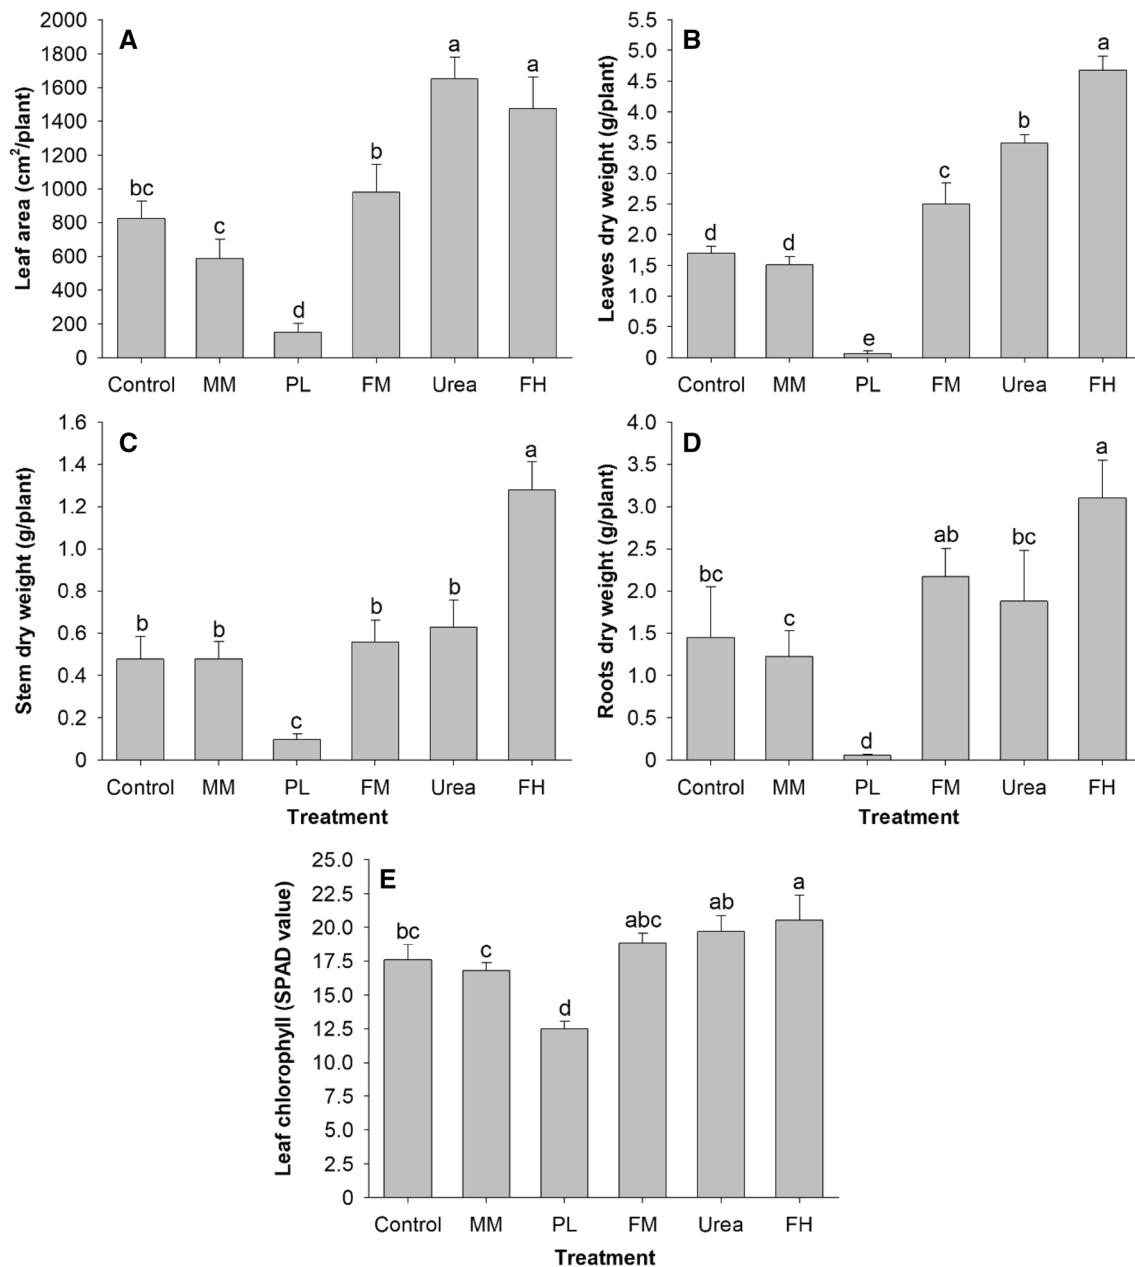 A
Leaf area (cm²/plant)
2000
1800
1600
1400
1200
1000
800
600
400
200
0
bc
c
d
b
a
a
Control MM PL FM Urea FH
B
Leaves dry weight (g/plant)
5.5
5.0
4.5
4.0
3.5
3.0
2.5
2.0
1,5
1.0
0.5
0
d
d
e
c
b
a
Control MM PL FM Urea FH
C
Stem dry weight (g/plant)
1.6
1.4
1.2
1.0
0.8
0.6
0.4
0.2
0
b
b
c
b
b
a
Control MM PL FM Urea FH
Treatment
D
Roots dry weight (g/plant)
4.0
3.5
3.0
2.5
2.0
1.5
1.0
0.5
0
bc
c
d
ab
bc
a
Control MM PL FM Urea FH
Treatment
E
Leaf chlorophyll (SPAD value)
25.0
22.5
20.0
17.5
15.0
12.5
10.0
7.5
5.0
2.5
0
bc
c
d
abc
ab
a
Control MM PL FM Urea FH
Treatment